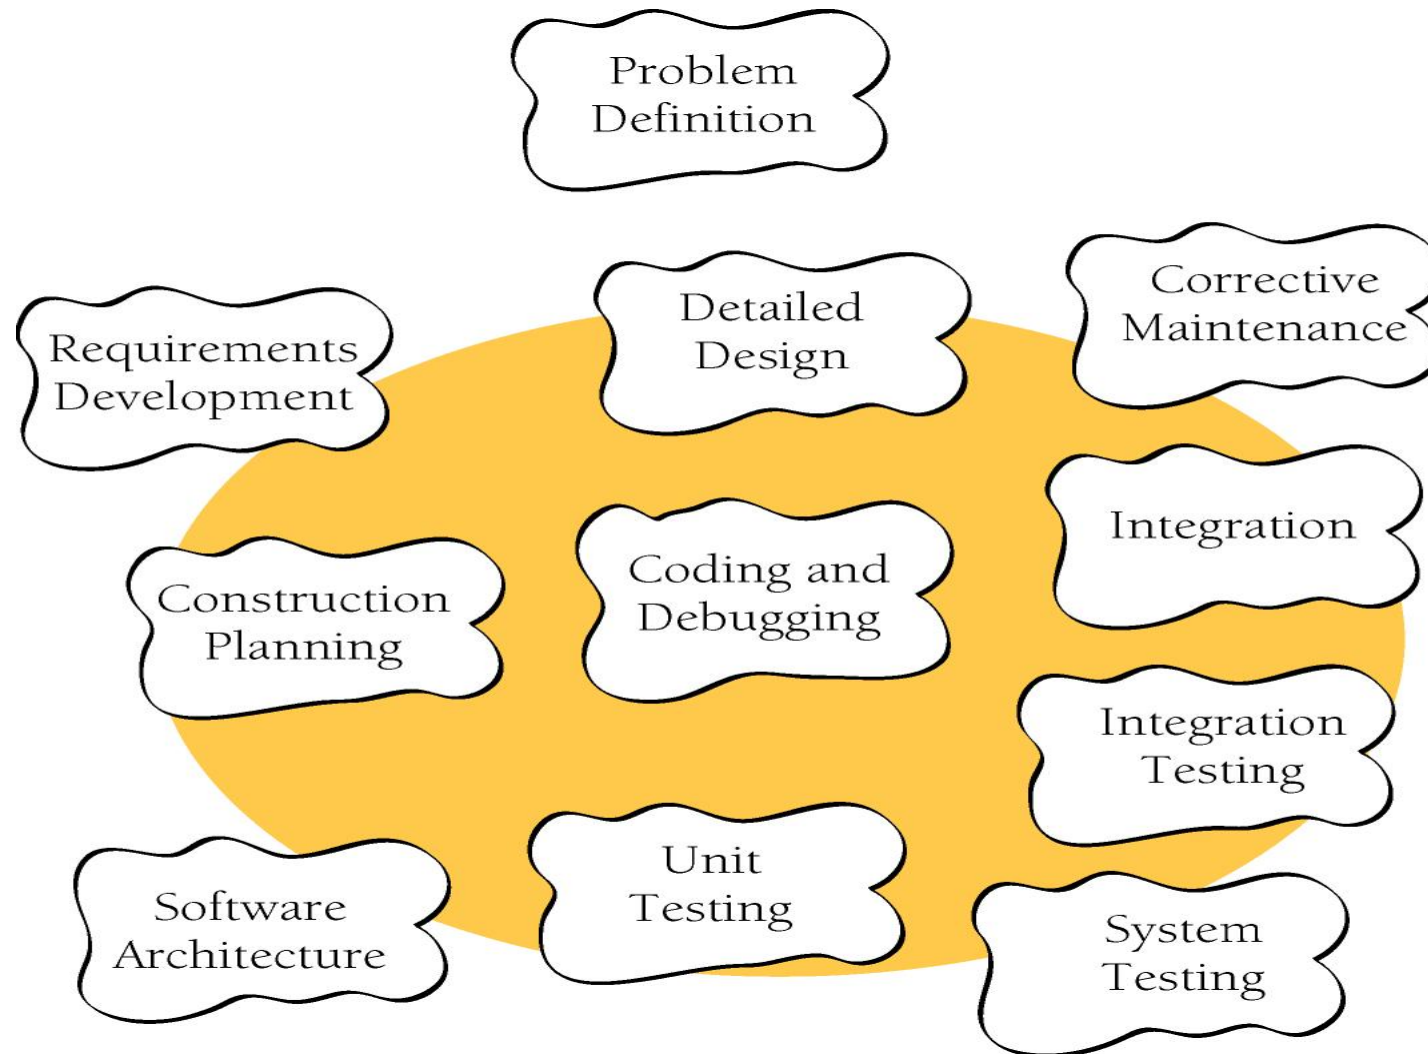 Problem
Definition
Detailed
Design
Corrective
Maintenance
Requirements
Development
Integration
Coding and
Debugging
Construction
Planning
Integration
Testing
Unit
Testing
Software
Architecture
System
Testing